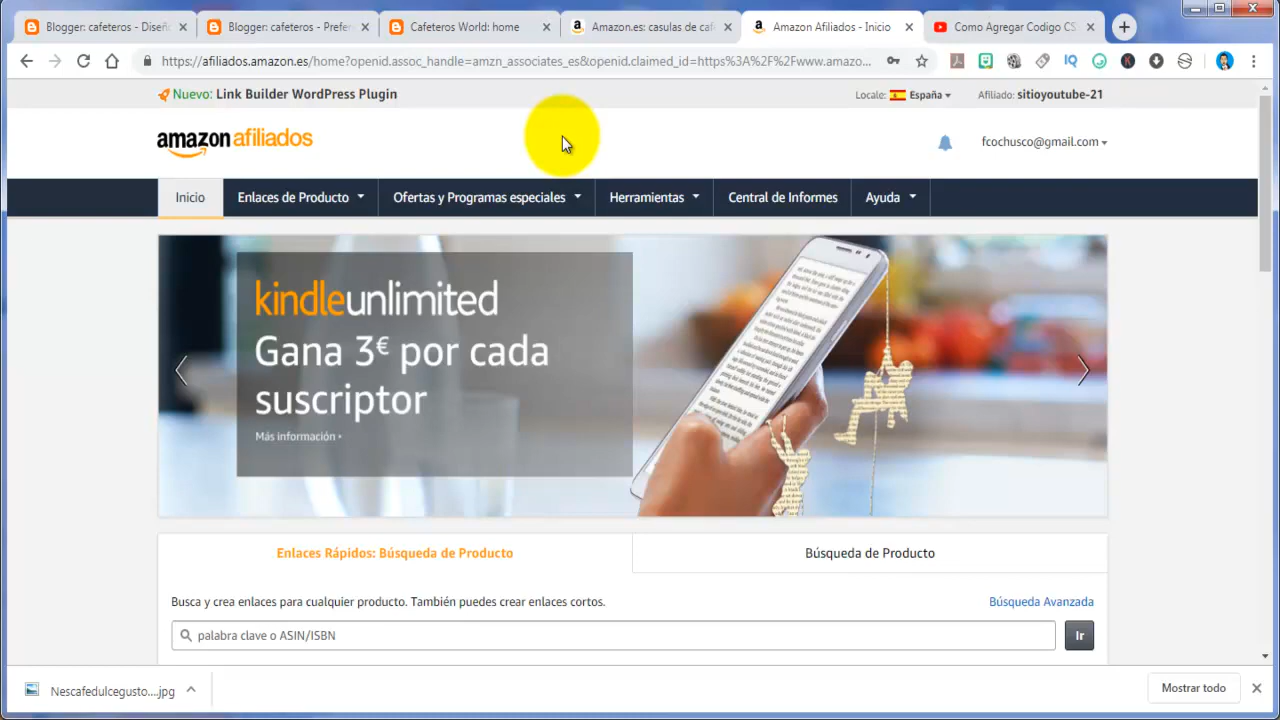 Blogger: cafeteros - Diseñ
Blogger: cafeteros - Prefer
Cafeteros World: ho
Amazon.es: casulas de caf
Amazon Afiliados - Inicio
Como Agregar Codigo CS
https://afiliados.amazon.es/home?openid.assoc_handle=amzn_associates_es&openid.claimed_id=https%3A%2F%2Fwww.amazo...
Nuevo: Link Builder WordPress Plugin
Locale: España
Afiliado: sitioyoutube-21
amazon afiliados
fcochusco@gmail.com
Inicio
Enlaces de Producto
Ofertas y Programas especiales
Herramientas
Central de Informes
Ayuda
kindleunlimited
Gana 3€ por cada
suscriptor
Más información
Enlaces Rápidos: Búsqueda de Producto
Búsqueda de Producto
Busca y crea enlaces para cualquier producto. También puedes crear enlaces cortos.
Búsqueda Avanzada
palabra clave o ASIN/ISBN
Ir
Nescafedulcegusto....jpg
Mostrar todo